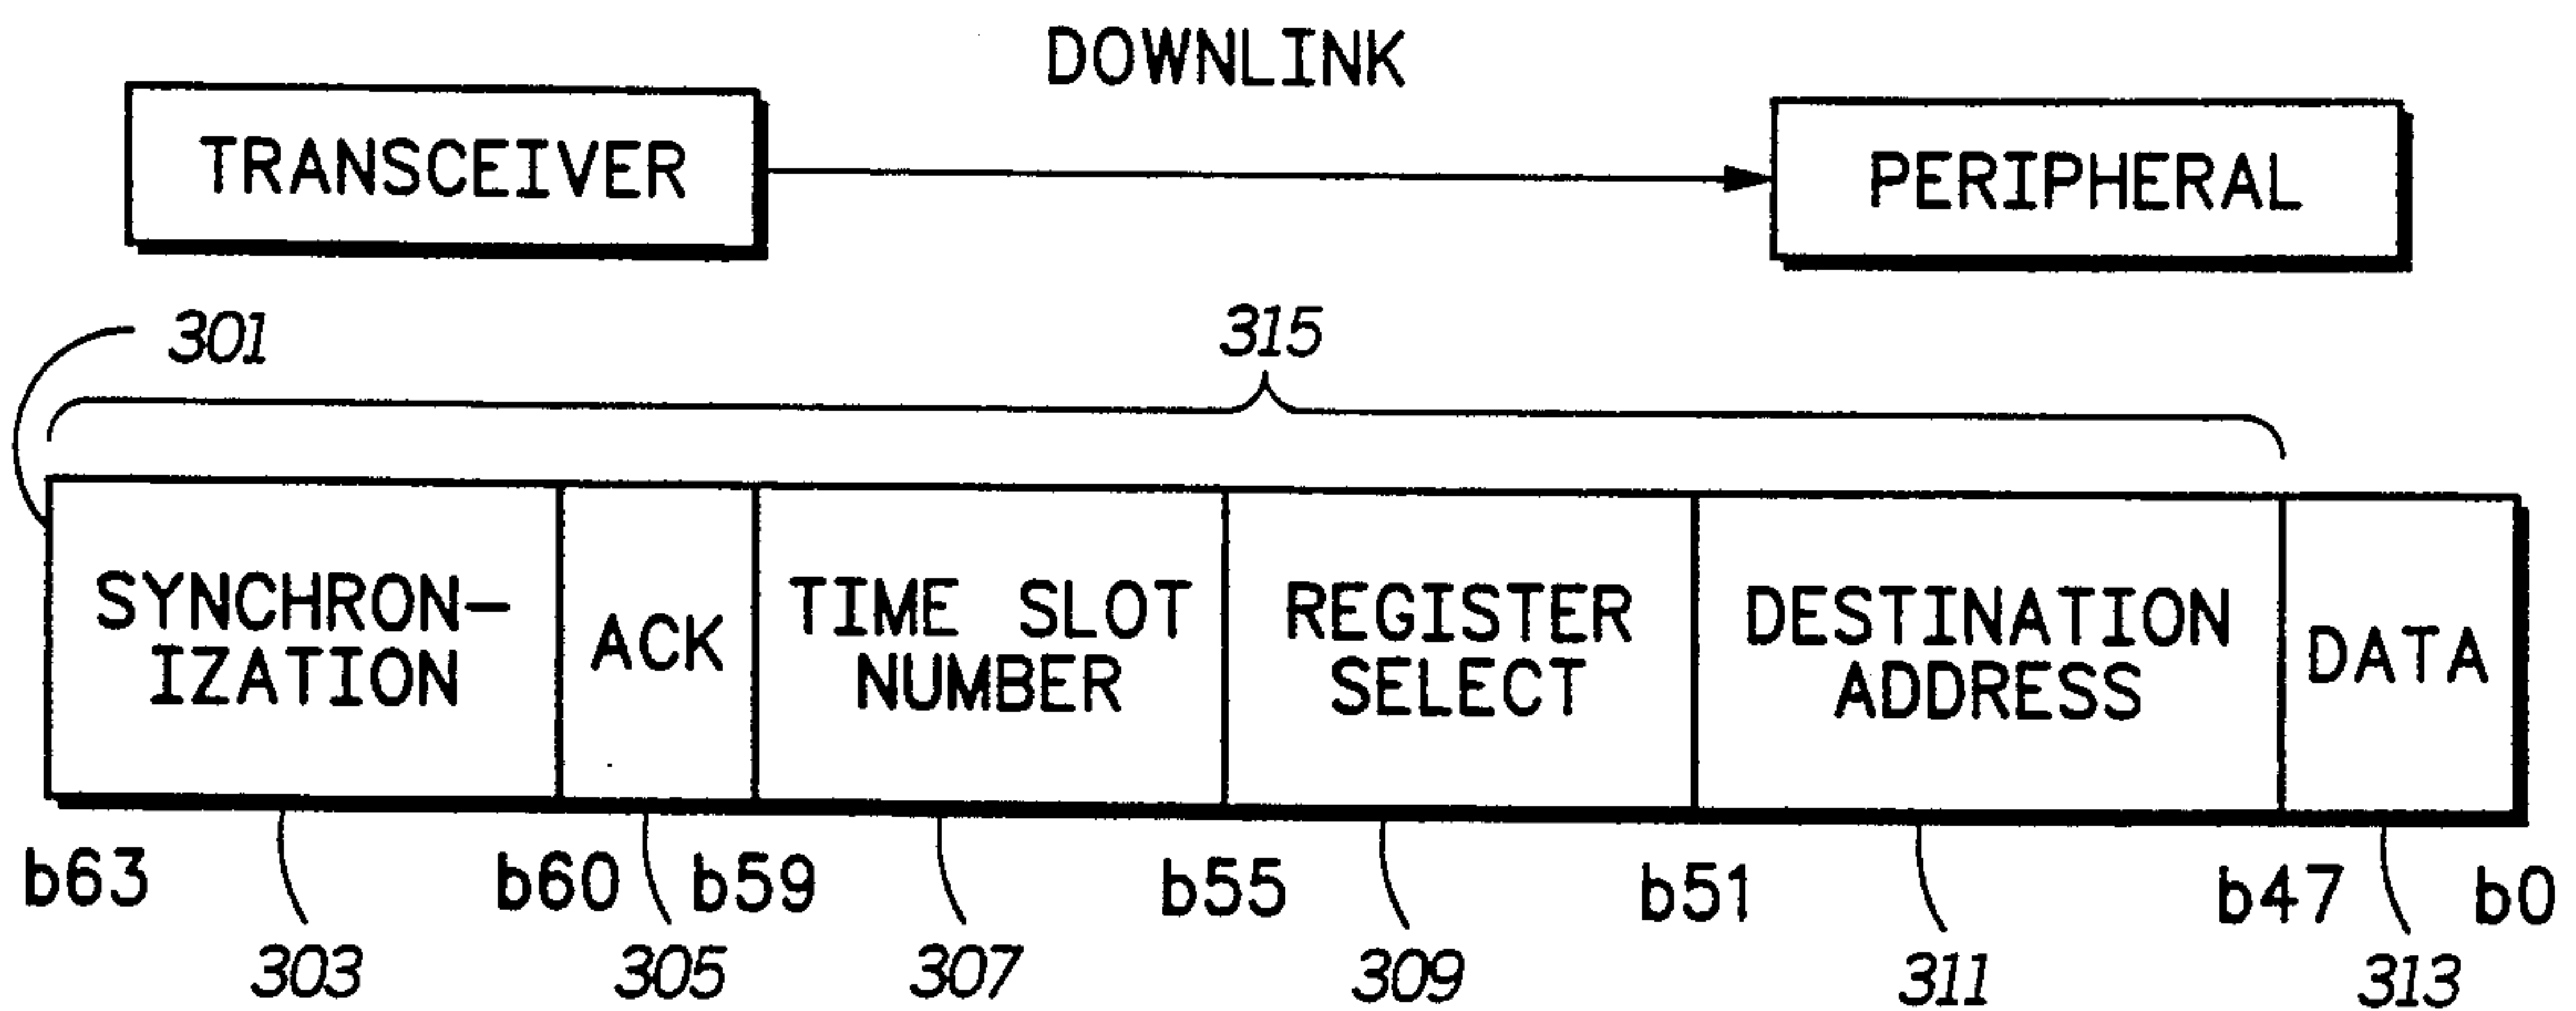 DOWNLINK
TRANSCEIVER
PERIPHERAL
301
315
SYNCHRON-
IZATION
ACK
TIME SLOT
NUMBER
REGISTER
SELECT
DESTINATION
ADDRESS
DATA
b63
b60
b59
b55
b51
b47
b0
303
305
307
309
311
313